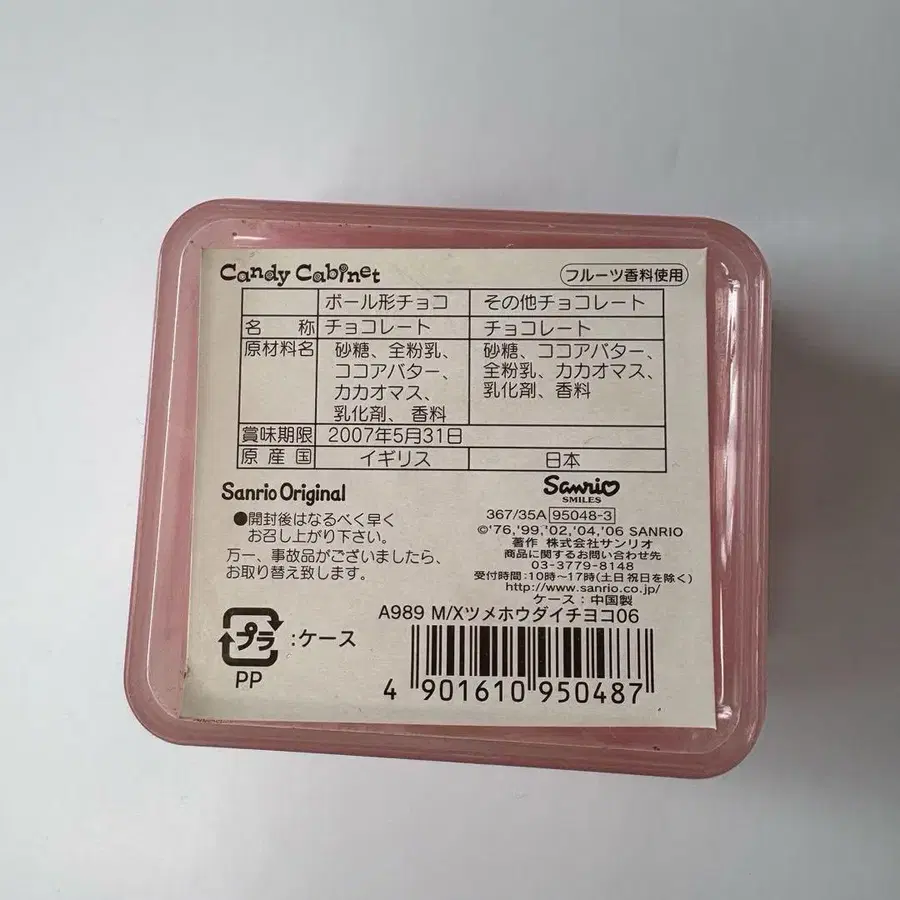 Candy Cabinet
フルーツ香料使用
ボール形チョコ その他チョコレート
名 称 チョコレート チョコレート
原材料名 砂糖、全粉乳、 砂糖、ココアバター、
ココアバター、 全粉乳、カカオマス、
カカオマス、 乳化剤、香料
乳化剤、香料
賞味期限 2007年5月31日
原 産 国 イギリス 日本
Sanrio Original
●開封後はなるべく早く
お召し上がり下さい。
万一、事故品がございましたら、
お取り替え致します。
Sanrio
SMILES
367/35A 95048-3
©'76,'99,'02,'04,'06 SANRIO
著作 株式会社サンリオ
商品に関するお問い合わせ先
03-3779-8148
受付時間:10時〜17時(土日祝日を除く)
http://www.sanrio.co.jp/
ケース:中国製
A989 M/Xツメホウダイチヨコ06
プラ :ケース
PP
4 901610 950487